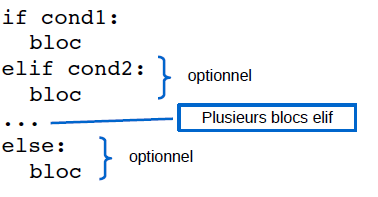 if cond1:
  bloc
elif cond2:
  bloc
optionnel
...
Plusieurs blocs elif
else:
  bloc
optionnel